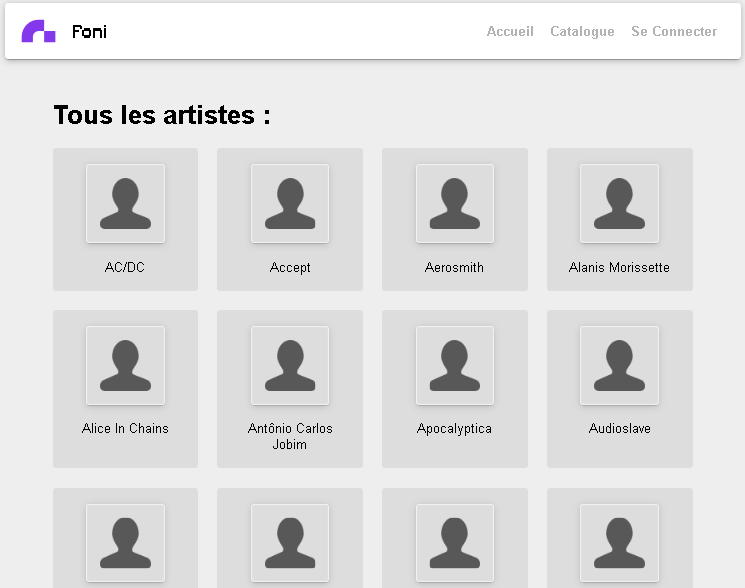 Foni
Accueil Catalogue Se Connecter
Tous les artistes :
AC/DC
Accept
Aerosmith
Alanis Morissette
Alice In Chains
Antônio Carlos
Jobim
Apocalyptica
Audioslave